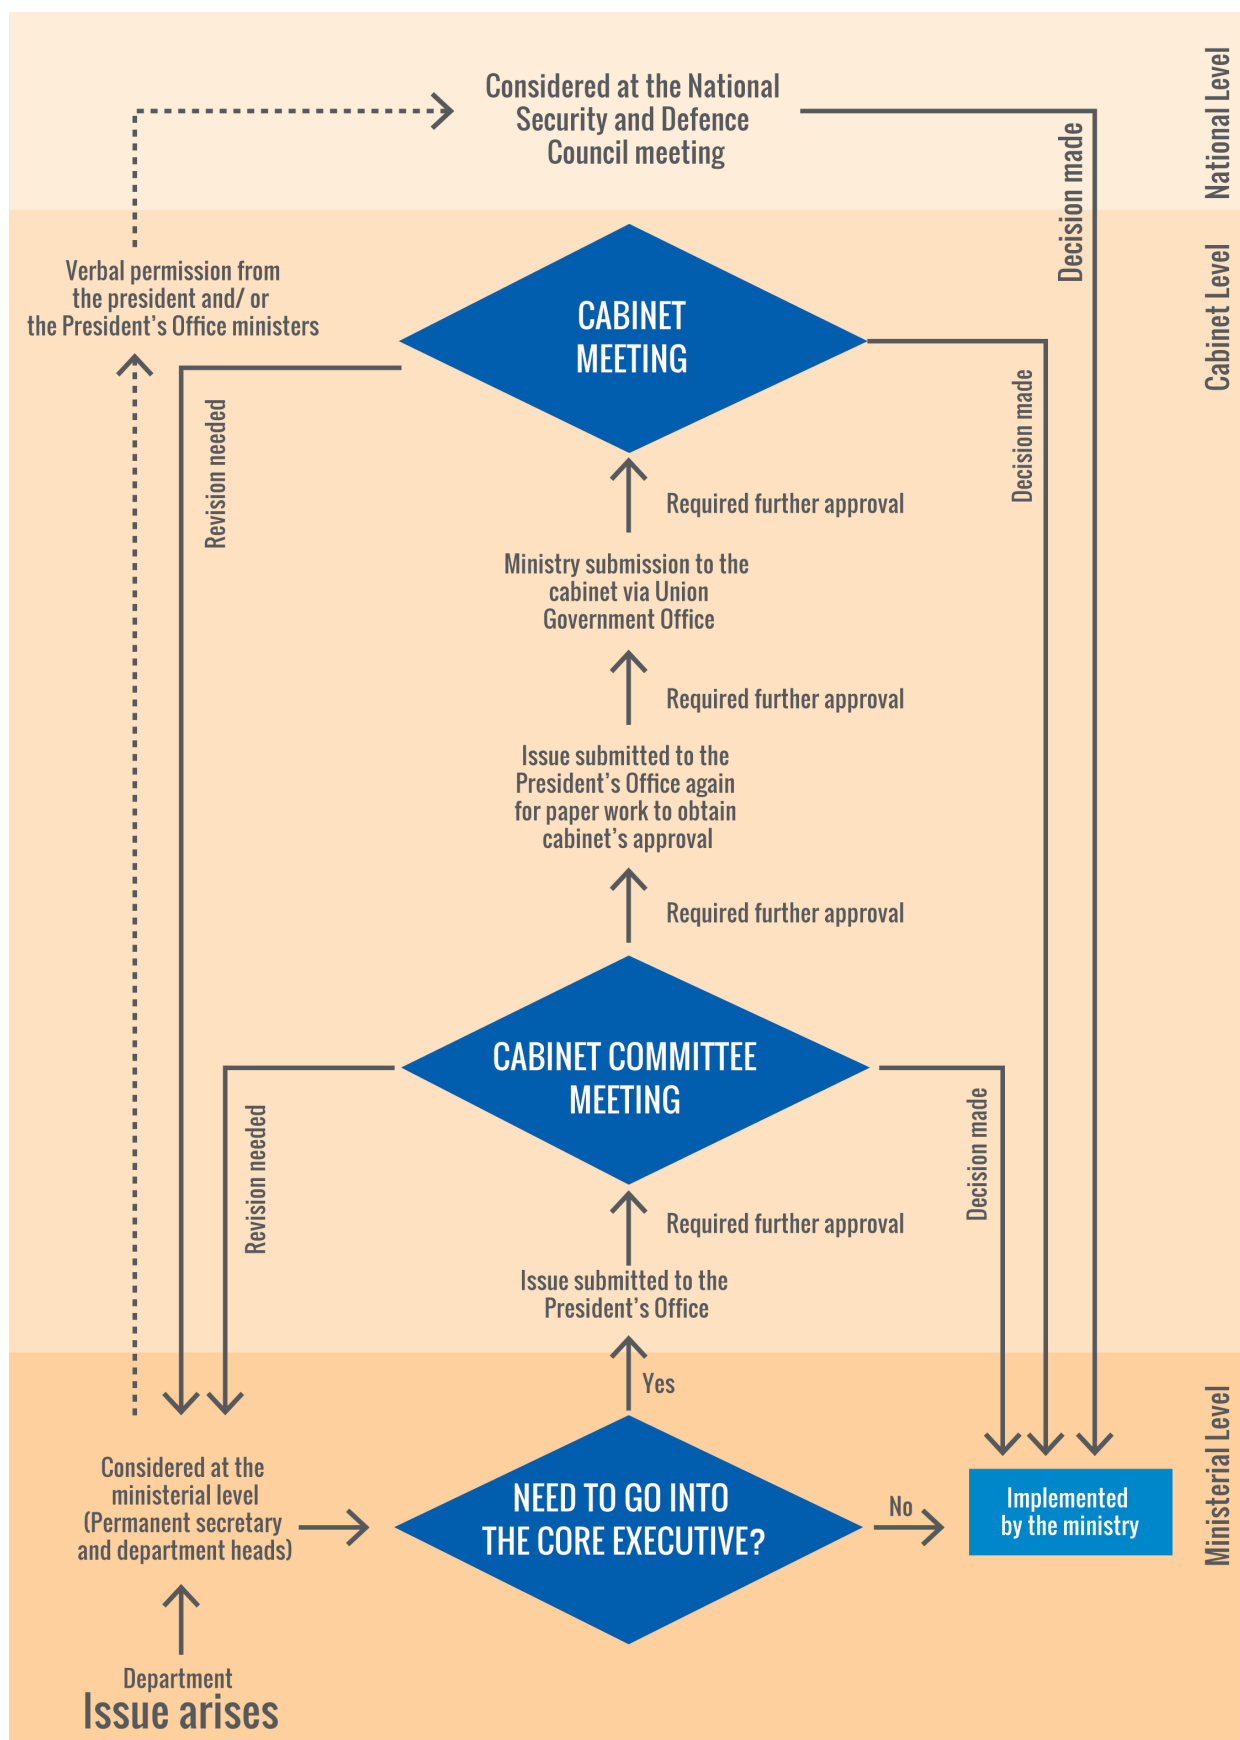 Considered at the National
Security and Defence
Council meeting
National Level
Decision made
Verbal permission from
the president and/ or
the President's Office ministers
CABINET
MEETING
Cabinet Level
Revision needed
Decision made
Required further approval
Ministry submission to the
cabinet via Union
Government Office
Required further approval
Issue submitted to the
President's Office again
for paper work to obtain
cabinet's approval
Required further approval
CABINET COMMITTEE
MEETING
Revision needed
Decision made
Required further approval
Issue submitted to the
President's Office
Yes
Considered at the
ministerial level
(Permanent secretary
and department heads)
NEED TO GO INTO
THE CORE EXECUTIVE?
No
Implemented
by the ministry
Ministerial Level
Department
Issue arises